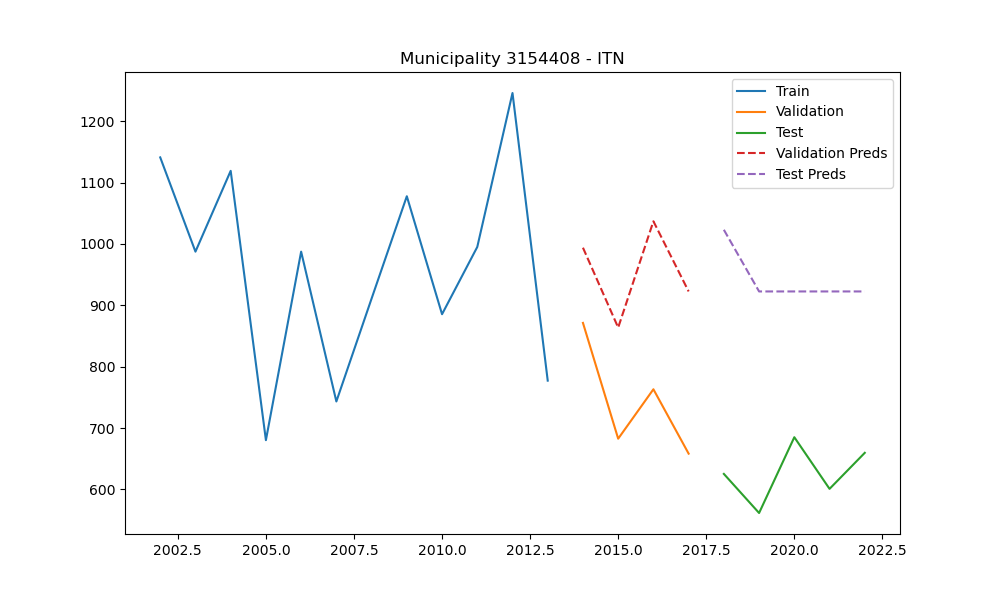 Municipality 3154408 - ITN
Train
Validation
Test
Validation Preds
Test Preds
1200
1100
1000
900
800
700
600
2002.5 2005.0 2007.5 2010.0 2012.5 2015.0 2017.5 2020.0 2022.5